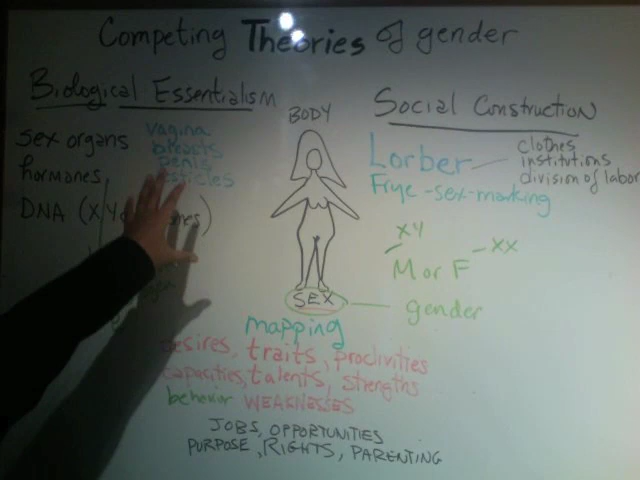 Competing Theories of gender
Biological Essentialism
sex organs
hormones
DNA (X/Y
vagina
breasts
penis
BODY
Social Construction
Lorber
clothes
institutions
division of labor
Frye - sex-marking
XY
XX
M or F
SEX
gender
mapping
desires, traits, proclivities
capacities, talents, strengths
behavior WEAKNESSES
JOBS, OPPORTUNITIES
PURPOSE, RIGHTS, PARENTING